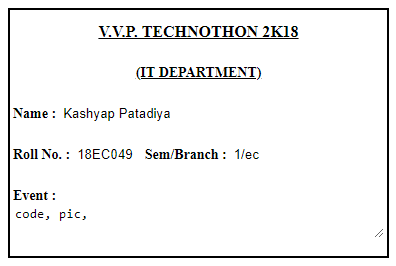 V.V.P. TECHNOTHON 2K18
(IT DEPARTMENT)
Name : Kashyap Patadiya
Roll No. : 18EC049 Sem/Branch : 1/ec
Event :
code, pic,